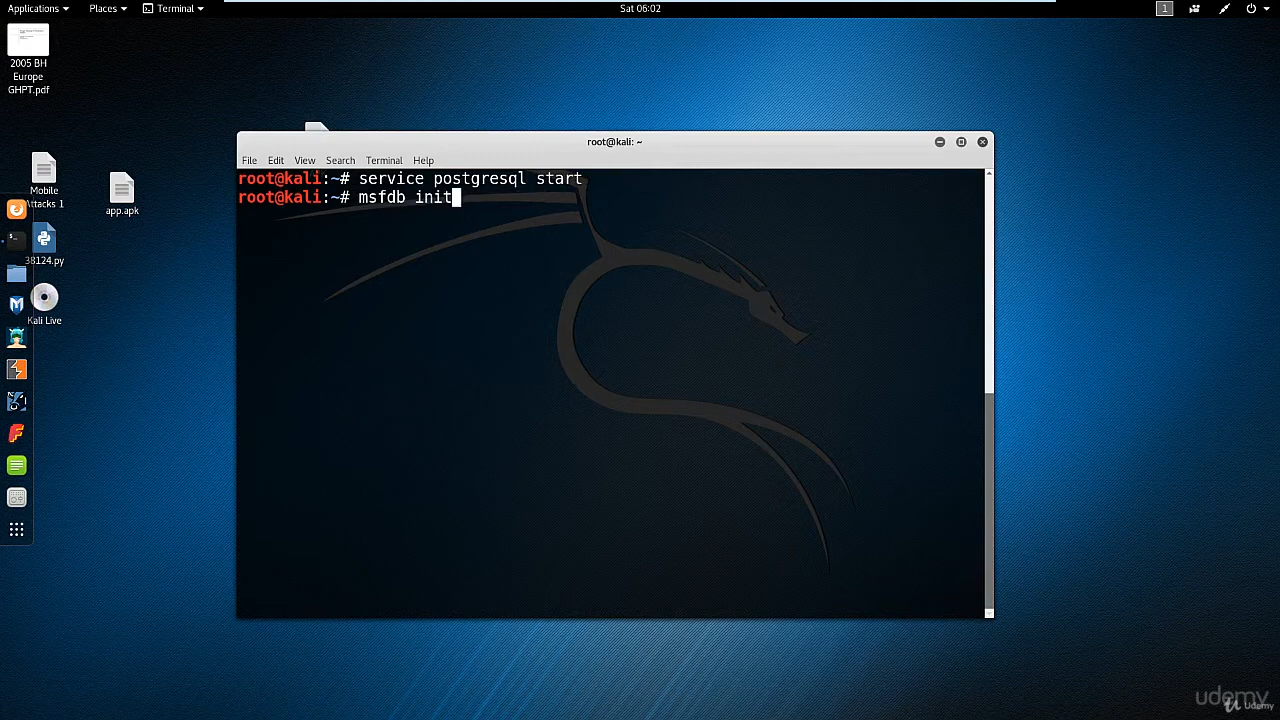 Applications Places Terminal Sat 06:02 1
2005 BH
Europe
GHPT.pdf
root@kali: ~
File Edit View Search Terminal Help
root@kali:~# service postgresql start
root@kali:~# msfdb init
Mobile
Attacks 1
app.apk
38124.py
Kali Live
udemy
Udemy